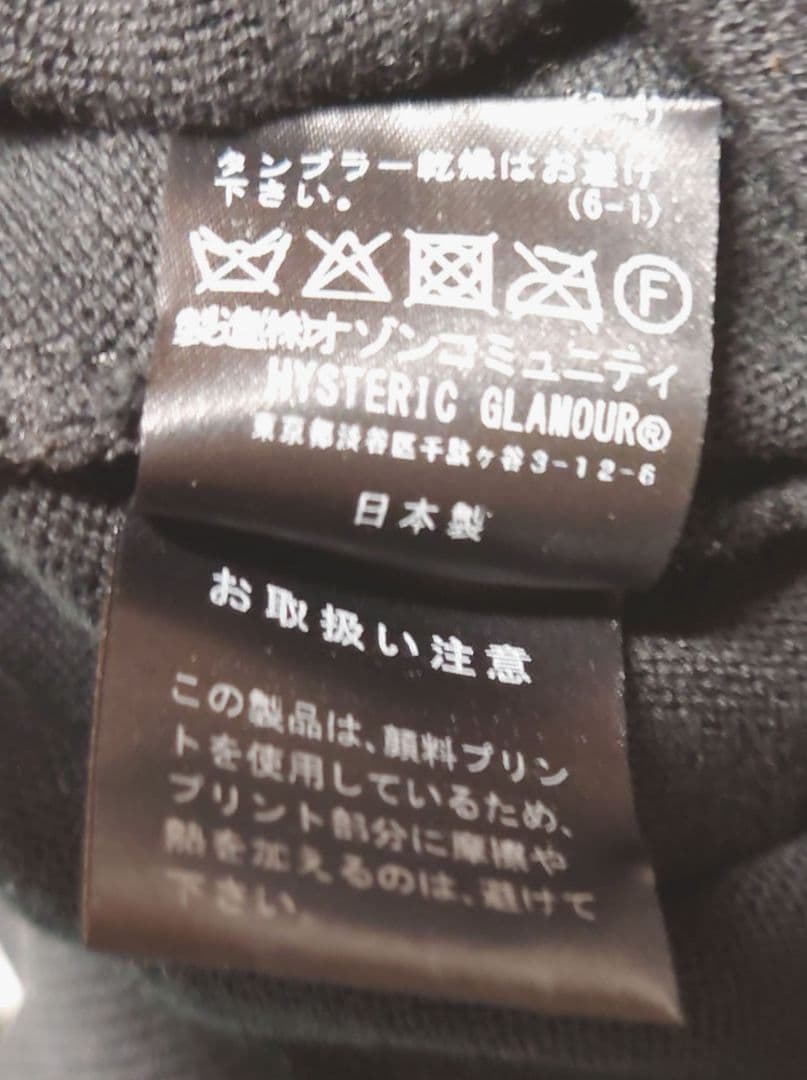 タンブラー乾燥はお避け
下さい。 (6-1)
F
製造(株)オゾンコミュニティ
HYSTERIC GLAMOUR®
東京都渋谷区千駄ヶ谷3-12-6
日本製
お取扱い注意
この製品は、顔料プリン
トを使用しているため、
プリント部分に摩擦や
熱を加えるのは、避けて
下さい。